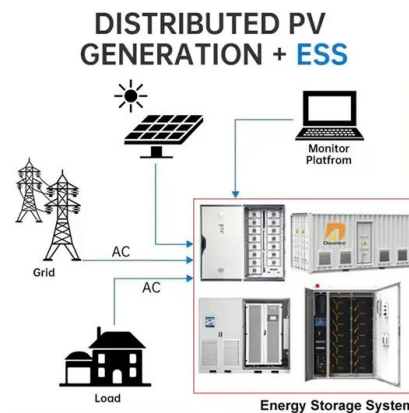 DISTRIBUTED PV
GENERATION + ESS
Monitor
Platfrom
AC
Grid
AC
Load
Energy Storage System